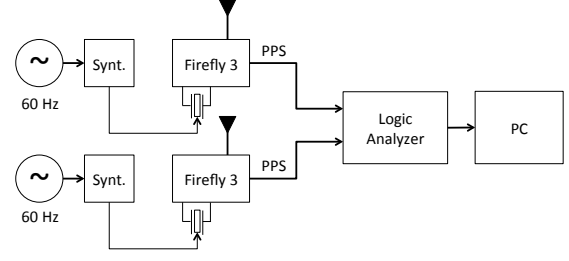 ~
Synt.
Firefly 3
PPS
60 Hz
Logic
Analyzer
PC
~
Synt.
Firefly 3
PPS
60 Hz